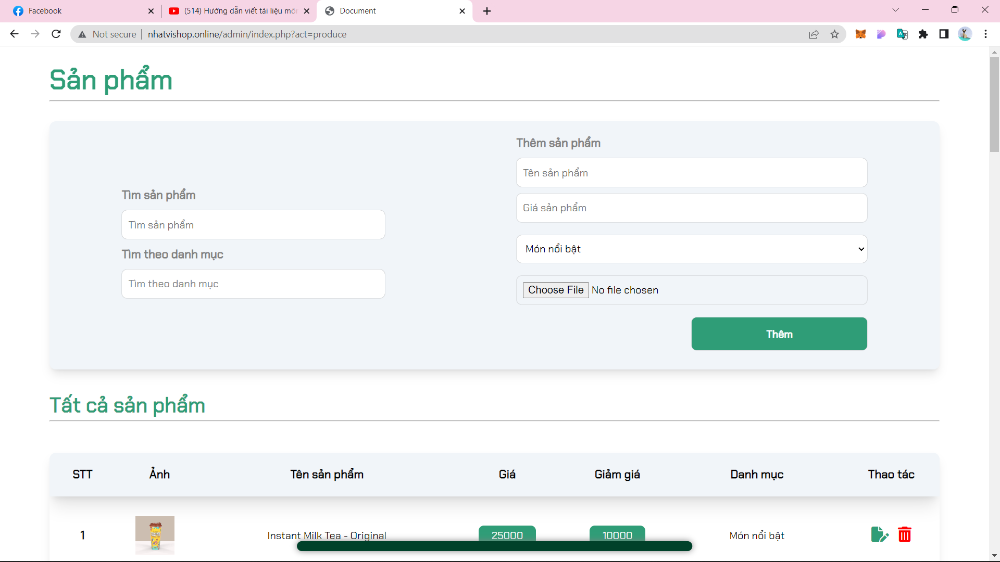 Facebook
(514) Hướng dẫn viết tài liệu môn
Document
Not secure
nhatvishop.online/admin/index.php?act=produce
Sản phẩm
Thêm sản phẩm
Tên sản phẩm
Giá sản phẩm
Món nổi bật
Choose File No file chosen
Thêm
Tìm sản phẩm
Tìm sản phẩm
Tìm theo danh mục
Tìm theo danh mục
Tất cả sản phẩm
STT Ảnh Tên sản phẩm Giá Giảm giá Danh mục Thao tác
1 Instant Milk Tea - Original 25000 10000 Món nổi bật